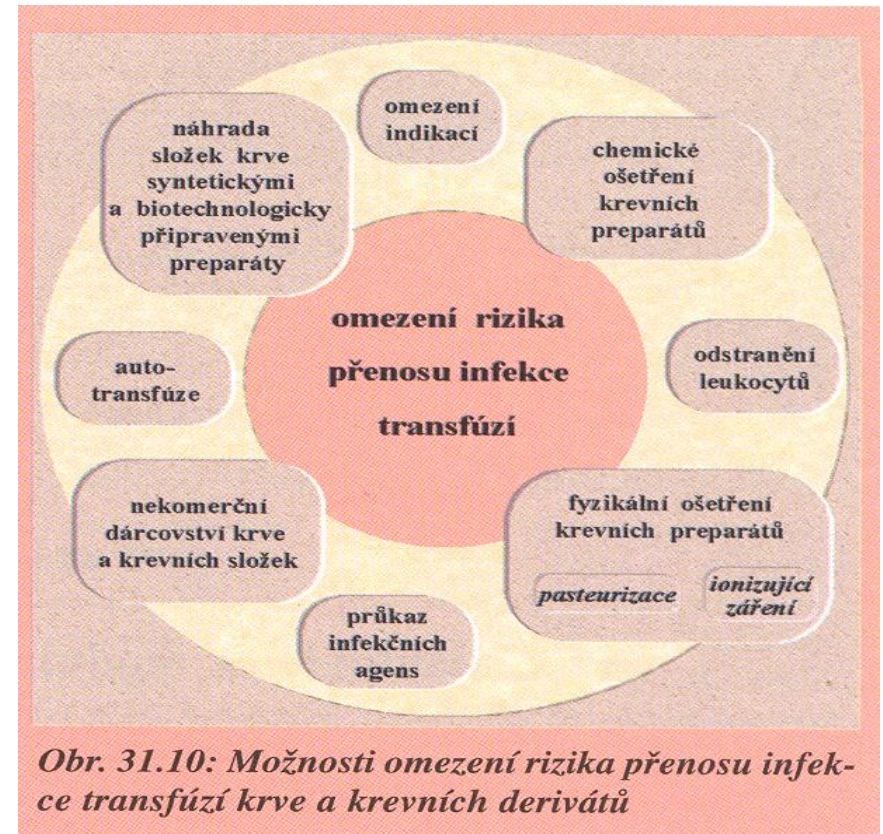 omezení
indikací
náhrada
složek krve
syntetickými
a biotechnologicky
připravenými
preparáty
chemické
ošetření
krevních
preparátů
omezení rizika
přenosu infekce
transfúzí
auto-
transfúze
odstranění
leukocytů
nekomerční
dárcovství krve
a krevních složek
fyzikální ošetření
krevních preparátů
pasteurizace
ionizující
záření
průkaz
infekčních
agens
Obr. 31.10: Možnosti omezení rizika přenosu infek-
ce transfúzí krve a krevních derivátů